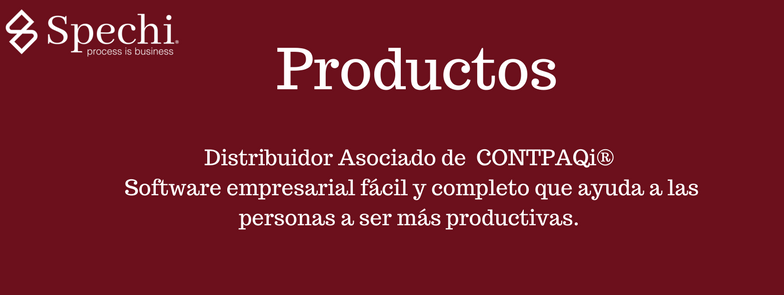 Spechi®
process is business
Productos
Distribuidor Asociado de CONTPAQi®
Software empresarial fácil y completo que ayuda a las
personas a ser más productivas.